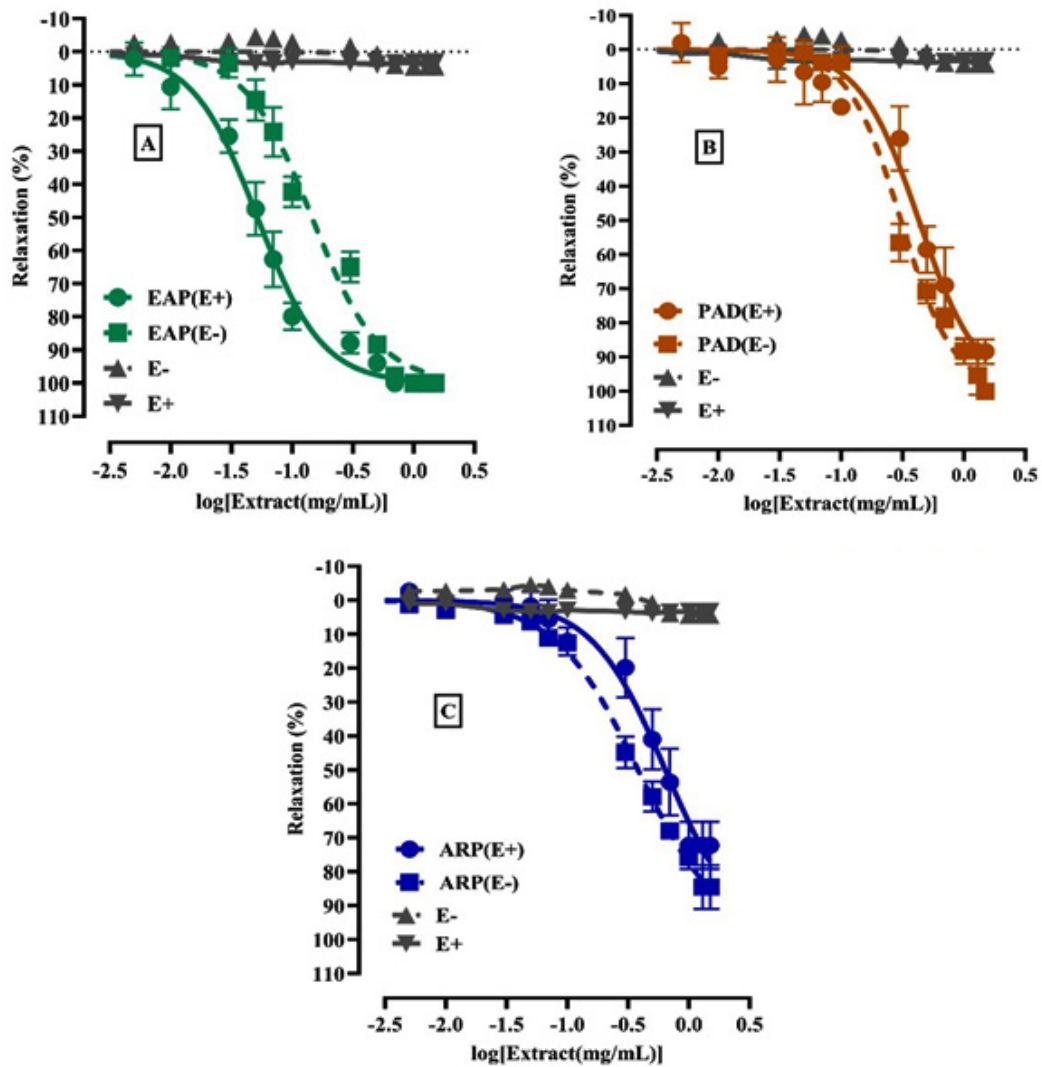 -10
0
10
20
30
40
50
60
70
80
90
100
110
Relaxation (%)
A
EAP(E+)
EAP(E-)
E-
E+
-2.5 -2.0 -1.5 -1.0 -0.5 0.0 0.5
log[Extract(mg/mL)]
-10
0
10
20
30
40
50
60
70
80
90
100
110
Relaxation (%)
B
PAD(E+)
PAD(E-)
E-
E+
-2.5 -2.0 -1.5 -1.0 -0.5 0.0 0.5
log[Extract(mg/mL)]
-10
0
10
20
30
40
50
60
70
80
90
100
110
Relaxation (%)
C
ARP(E+)
ARP(E-)
E-
E+
-2.5 -2.0 -1.5 -1.0 -0.5 0.0 0.5
log[Extract(mg/mL)]